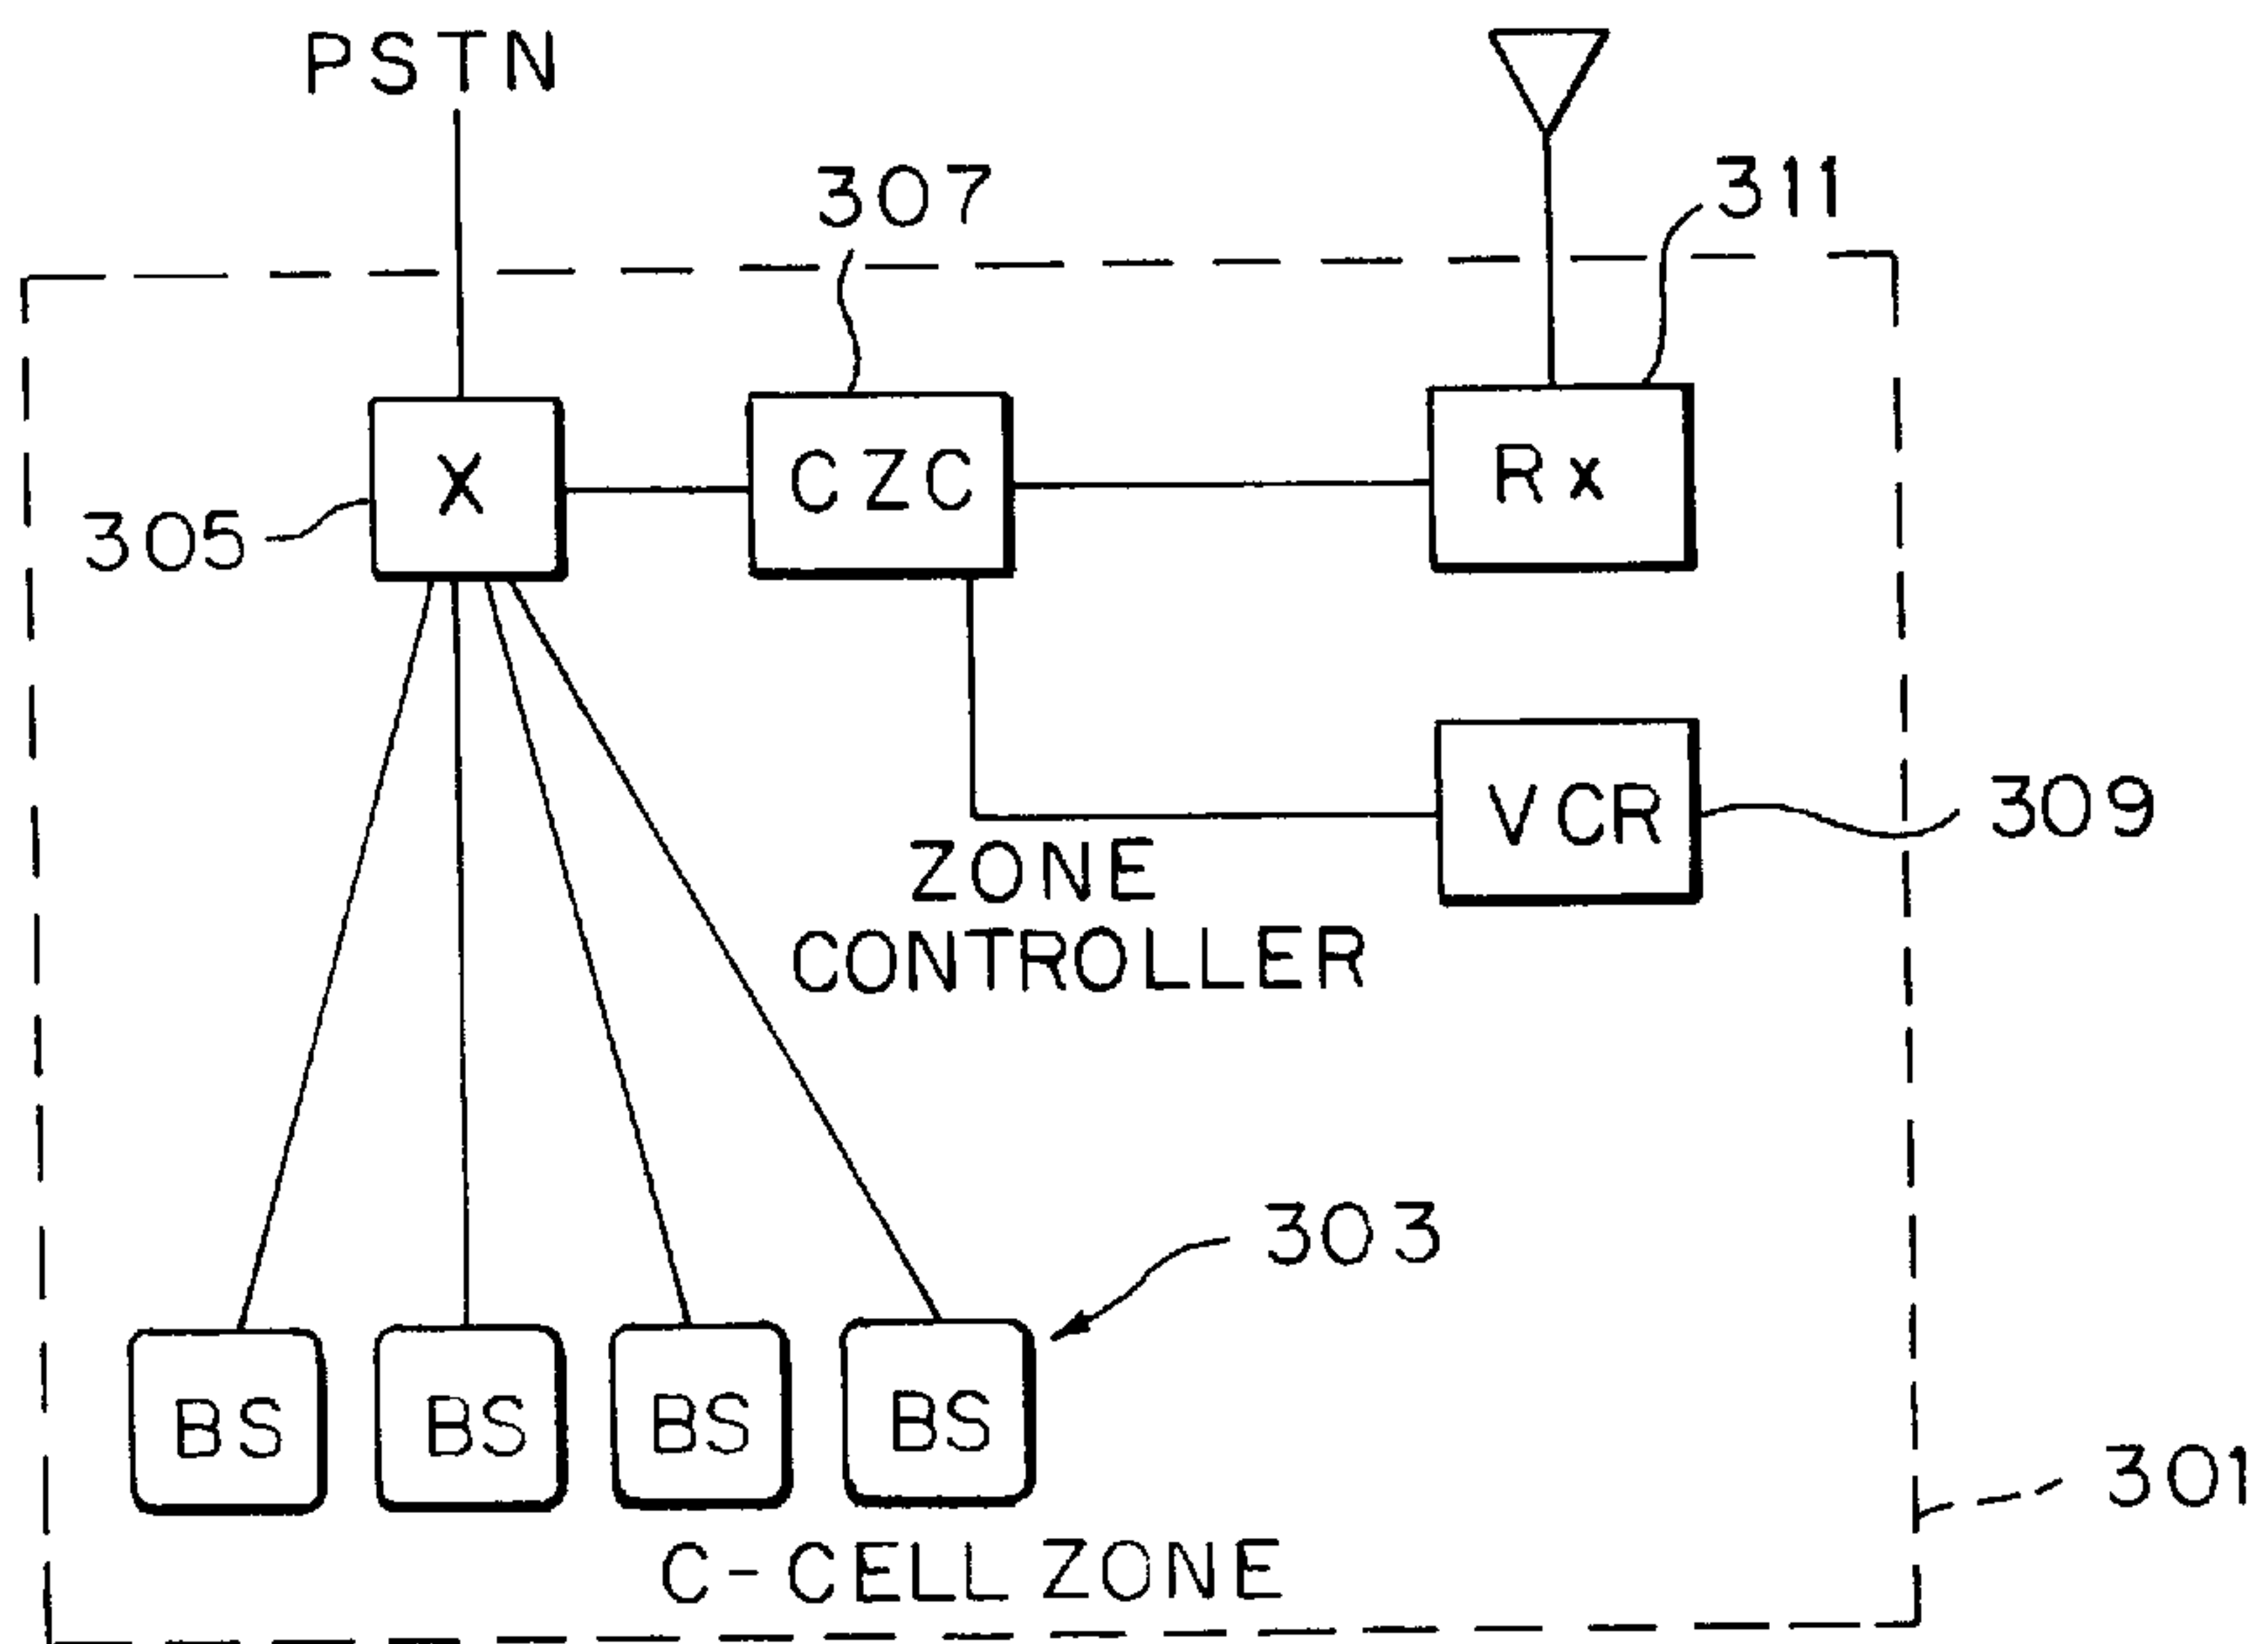 PSTN
307
311
X
CZC
Rx
305
VCR
309
ZONE
CONTROLLER
303
BS
BS
BS
BS
301
C-CELL ZONE